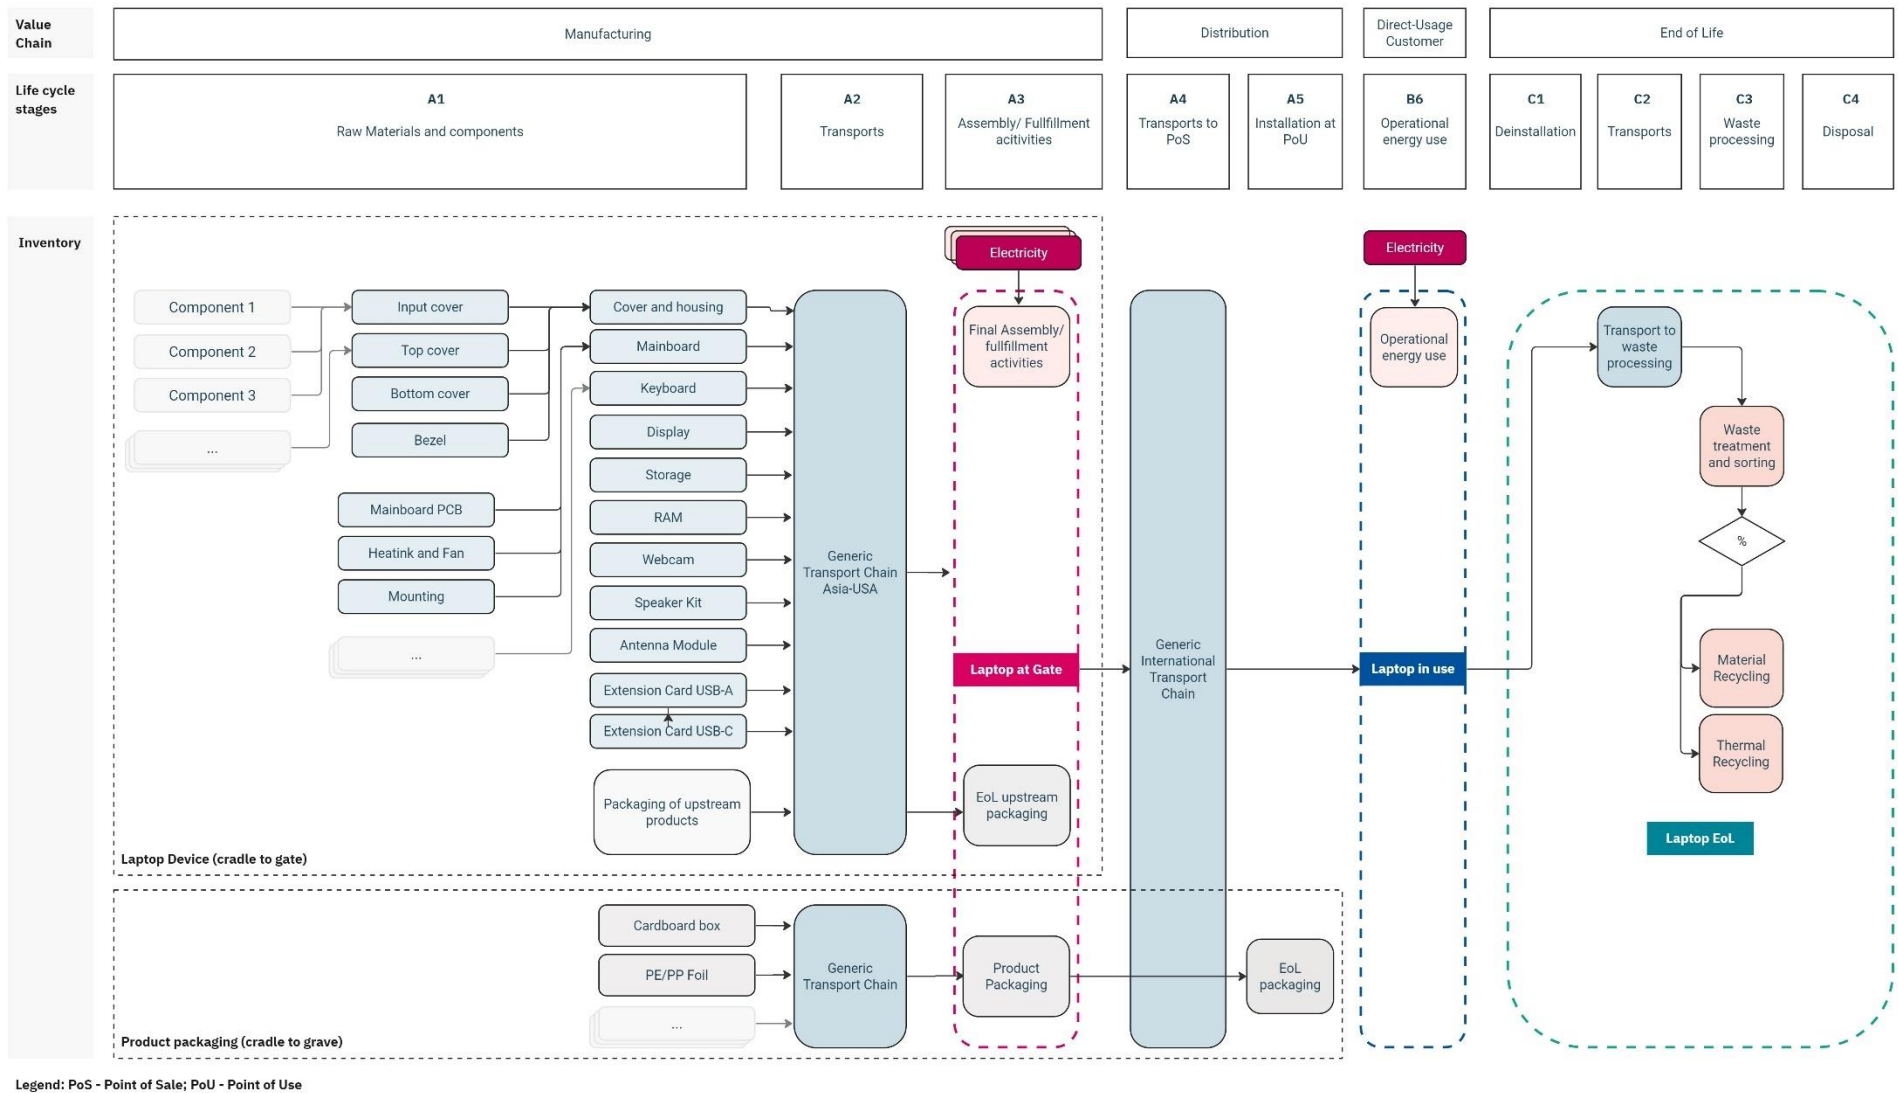 Value
Chain
Manufacturing
Distribution
Direct-Usage
Customer
End of Life
Life cycle
stages
A1
Raw Materials and components
A2
Transports
A3
Assembly/ Fullfillment
acitivities
A4
Transports to
PoS
A5
Installation at
PoU
B6
Operational
energy use
C1
Deinstallation
C2
Transports
C3
Waste
processing
C4
Disposal
Inventory
Component 1
Component 2
Component 3
...
Input cover
Top cover
Bottom cover
Bezel
Mainboard PCB
Heatink and Fan
Mounting
...
Cover and housing
Mainboard
Keyboard
Display
Storage
RAM
Webcam
Speaker Kit
Antenna Module
Extension Card USB-A
Extension Card USB-C
Packaging of upstream
products
Generic
Transport Chain
Asia-USA
Electricity
Final Assembly/
fullfillment
activities
Laptop at Gate
EoL upstream
packaging
Laptop Device (cradle to gate)
Cardboard box
PE/PP Foil
...
Generic
Transport Chain
Product
Packaging
Product packaging (cradle to grave)
Generic
International
Transport
Chain
EoL
packaging
Electricity
Operational
energy use
Laptop in use
Transport to
waste
processing
Waste
treatment
and sorting
%
Material
Recycling
Thermal
Recycling
Laptop EoL
Legend: PoS - Point of Sale; PoU - Point of Use